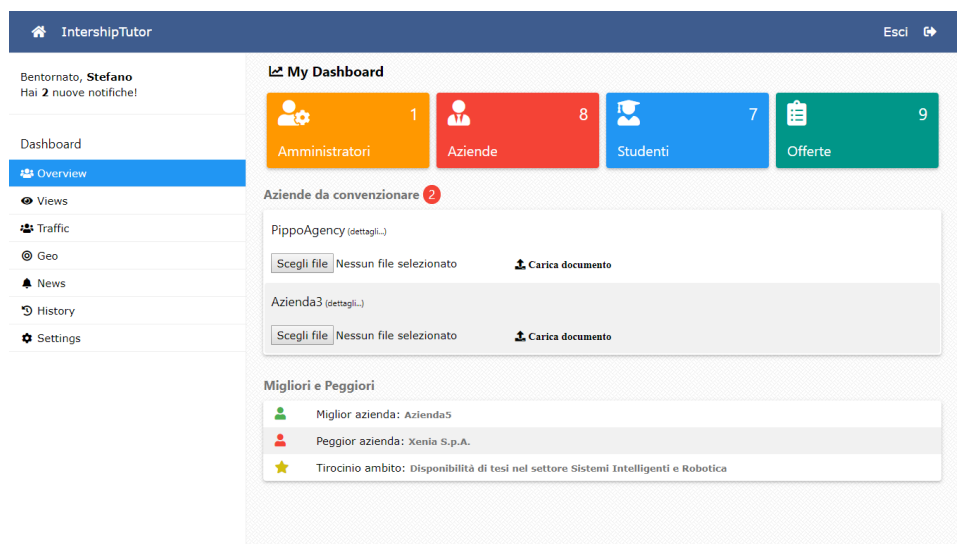 IntershipTutor
Esci
Bentornato, Stefano
Hai 2 nuove notifiche!
Dashboard
Overview
Views
Traffic
Geo
News
History
Settings
My Dashboard
1
Amministratori
8
Aziende
7
Studenti
9
Offerte
Aziende da convenzionare 2
PippoAgency (dettagli...)
Scegli file Nessun file selezionato Carica documento
Azienda3 (dettagli...)
Scegli file Nessun file selezionato Carica documento
Migliori e Peggiori
Miglior azienda: Azienda5
Peggior azienda: Xenia S.p.A.
Tirocinio ambito: Disponibilità di tesi nel settore Sistemi Intelligenti e Robotica